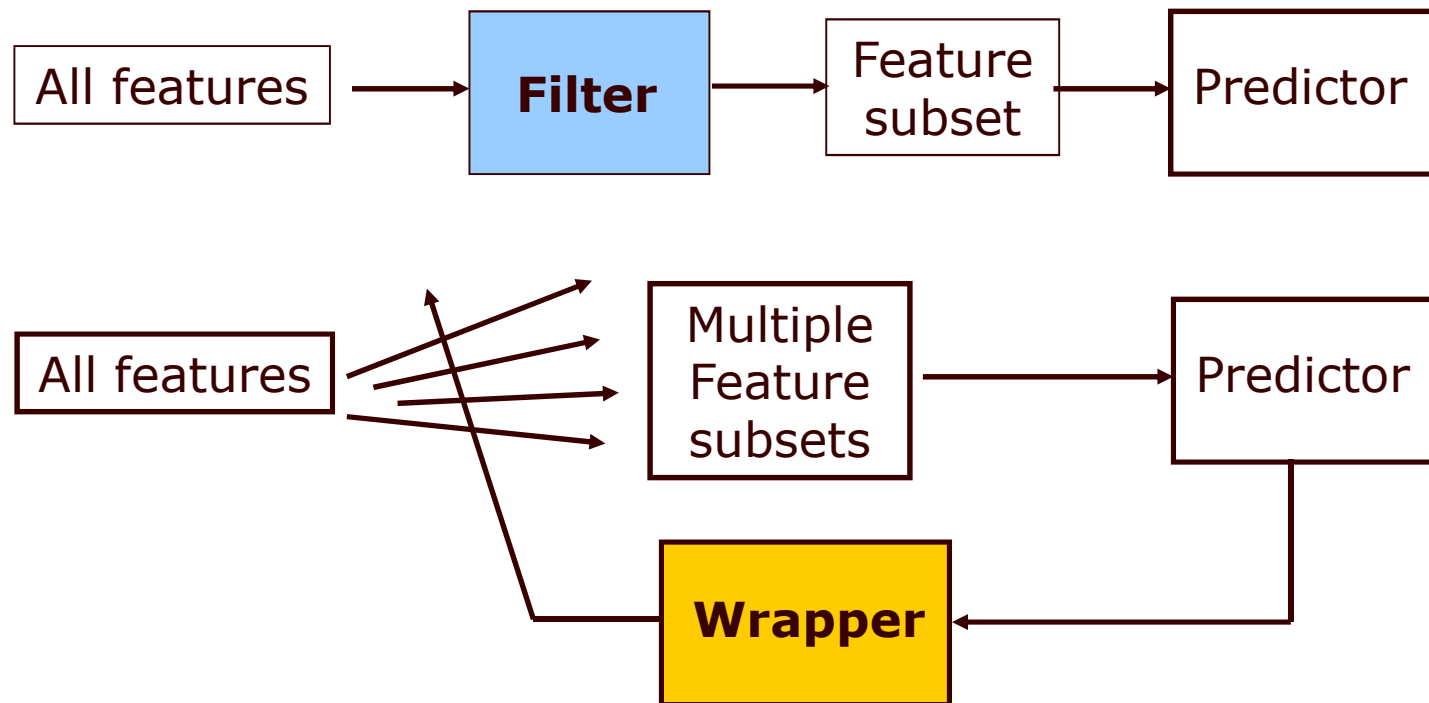 All features
Filter
Feature
subset
Predictor
All features
Multiple
Feature
subsets
Predictor
Wrapper